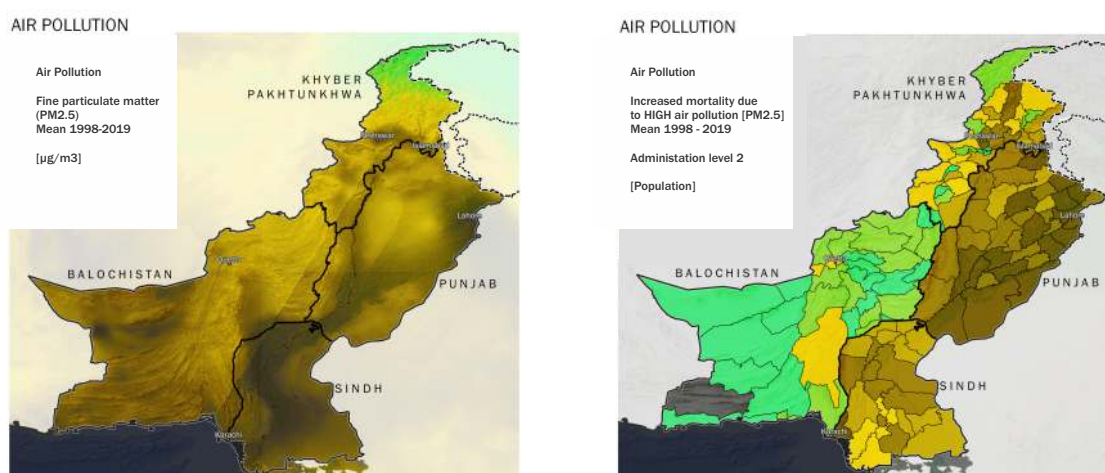 AIR POLLUTION
Air Pollution
Fine particulate matter
(PM2.5)
Mean 1998-2019
[µg/m3]
KHYBER
PAKHTUNKHWA
Peshawar
Islamabad
Lahore
Quetta
BALOCHISTAN
PUNJAB
SINDH
Karachi
AIR POLLUTION
Air Pollution
Increased mortality due
to HIGH air pollution [PM2.5]
Mean 1998 - 2019
Administation level 2
[Population]
KHYBER
PAKHTUNKHWA
Peshawar
Islamabad
Lahore
Quetta
BALOCHISTAN
PUNJAB
SINDH
Karachi